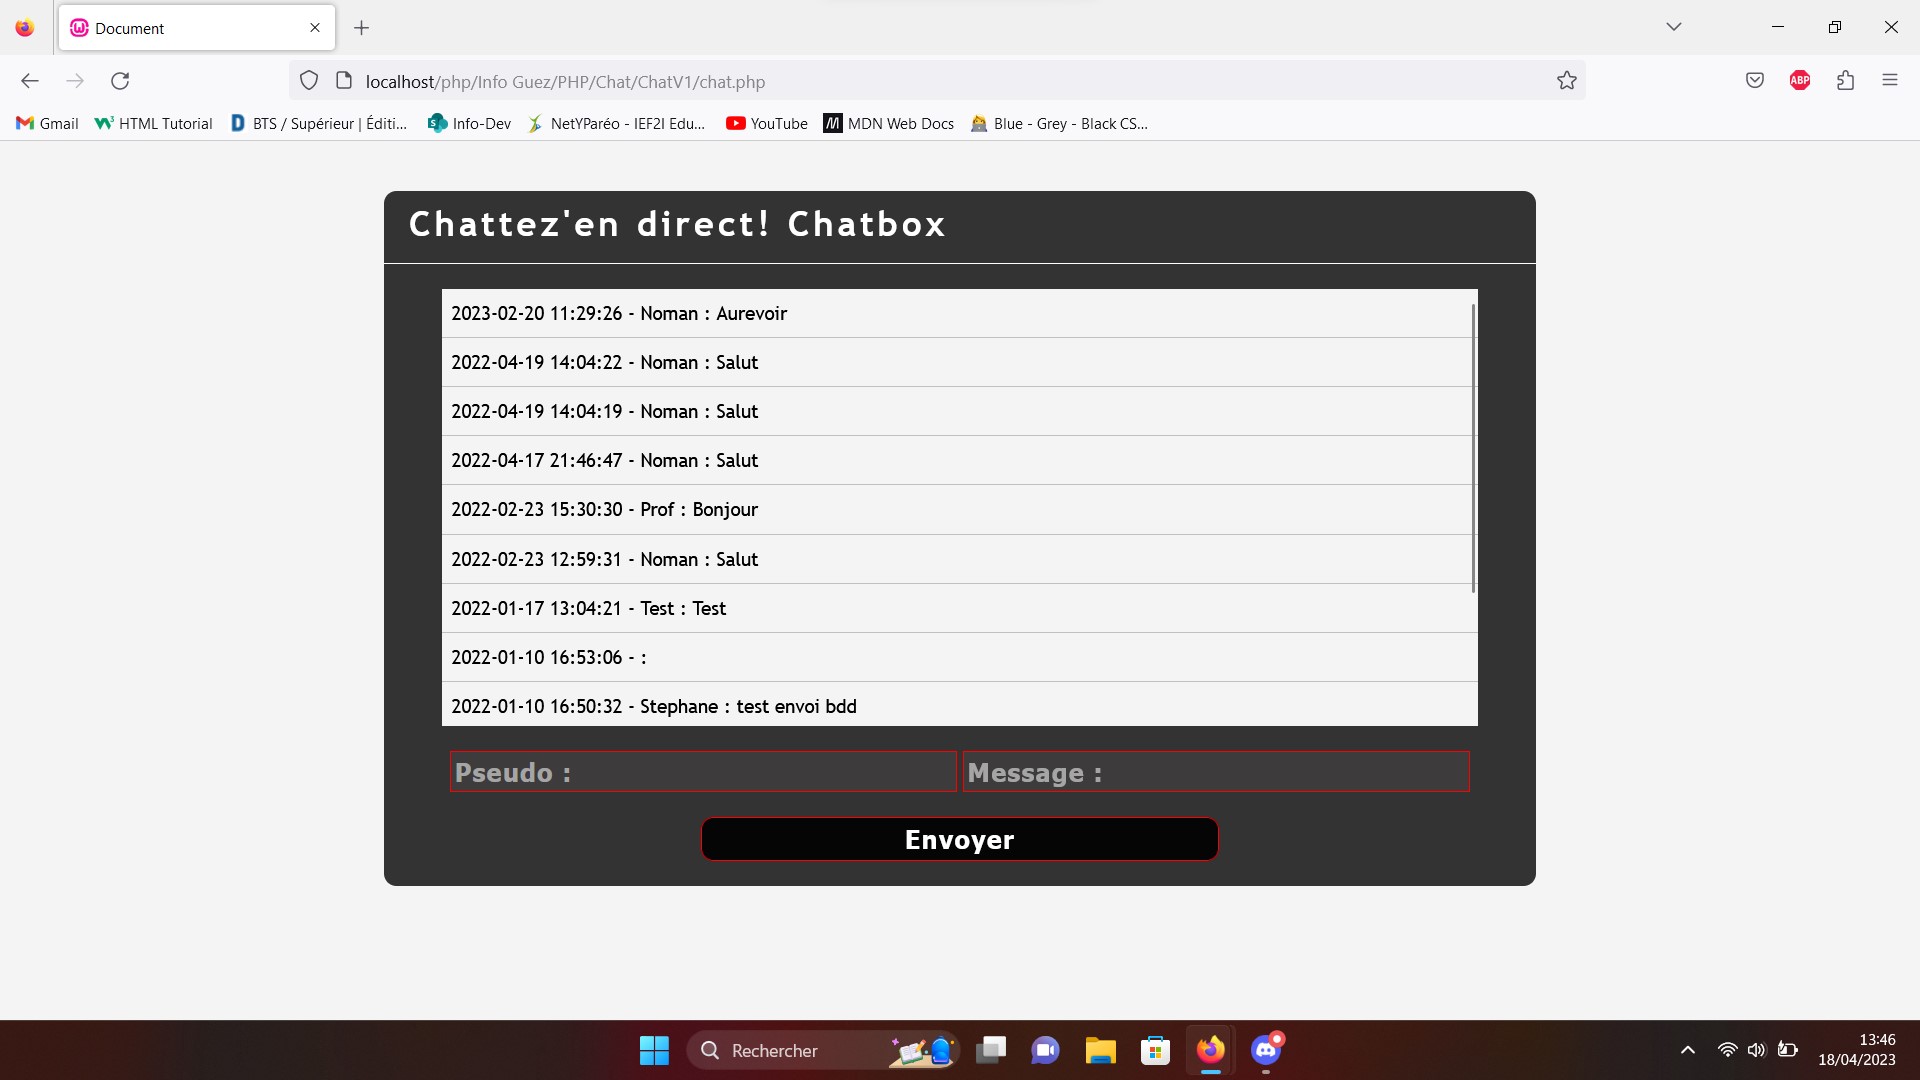 Document
localhost/php/Info Guez/PHP/Chat/ChatV1/chat.php
ABP
Gmail
HTML Tutorial
BTS / Supérieur | Éditi...
Info-Dev
NetYParéo - IEF2I Edu...
YouTube
MDN Web Docs
Blue - Grey - Black CS...
Chattez'en direct! Chatbox
2023-02-20 11:29:26 - Noman : Aurevoir
2022-04-19 14:04:22 - Noman : Salut
2022-04-19 14:04:19 - Noman : Salut
2022-04-17 21:46:47 - Noman : Salut
2022-02-23 15:30:30 - Prof : Bonjour
2022-02-23 12:59:31 - Noman : Salut
2022-01-17 13:04:21 - Test : Test
2022-01-10 16:53:06 - :
2022-01-10 16:50:32 - Stephane : test envoi bdd
Pseudo : Message :
Envoyer
Rechercher
13:46
18/04/2023